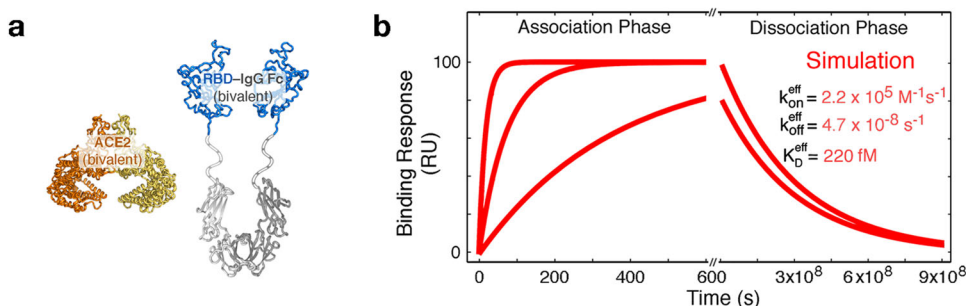 a
RBD–IgG Fc
(bivalent)
ACE2
(bivalent)
b
Association Phase
Dissociation Phase
Simulation
k_on^eff = 2.2 x 10^5 M^-1s^-1
k_off^eff = 4.7 x 10^-8 s^-1
K_D^eff = 220 fM
Binding Response
(RU)
100
0
0 200 400 600 3x10^8 6x10^8 9x10^8
Time (s)